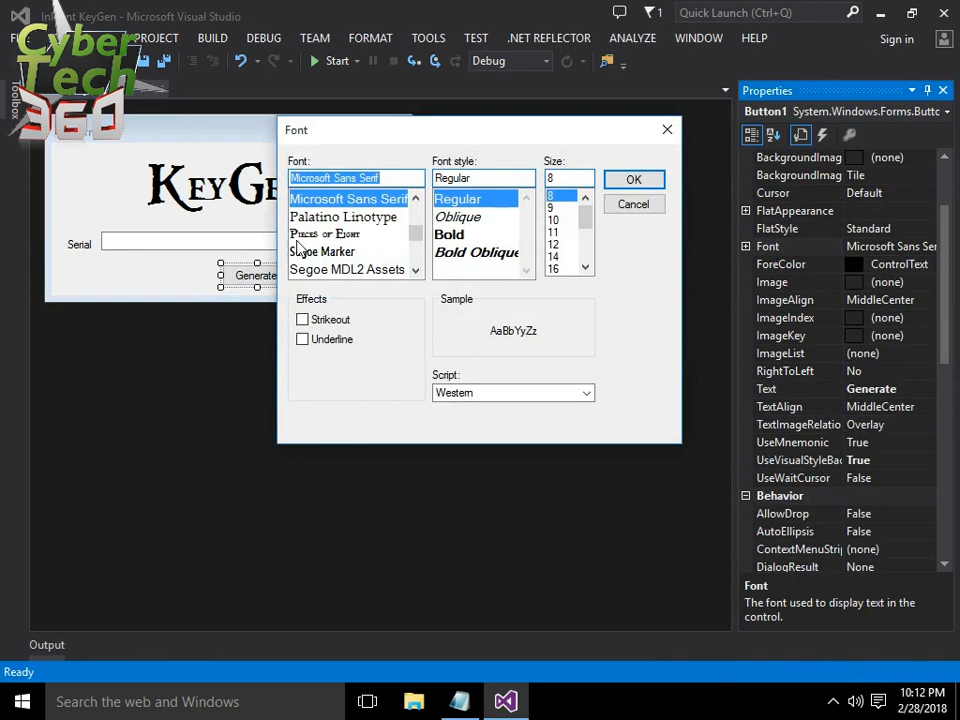 KeyGen - Microsoft Visual Studio
1
Quick Launch (Ctrl+Q)
PROJECT BUILD DEBUG TEAM FORMAT TOOLS TEST .NET REFLECTOR ANALYZE WINDOW HELP
Sign in
Start
Debug
Cyber
Tech
360
Toolbox
KeyGe
Serial
Generate
Font
Font:
Font style:
Size:
Microsoft Sans Serif
Regular
8
OK
Cancel
Microsoft Sans Serif
Palatino Linotype
Pieces of Eight
Segoe Marker
Segoe MDL2 Assets
Regular
Oblique
Bold
Bold Oblique
8
9
10
11
12
14
16
Effects
Strikeout
Underline
Sample
AaBbYyZz
Script:
Western
Properties
Button1 System.Windows.Forms.Butto
BackgroundImag (none)
BackgroundImag Tile
Cursor Default
FlatAppearance
FlatStyle Standard
Font Microsoft Sans Ser
ForeColor ControlText
Image (none)
ImageAlign MiddleCenter
ImageIndex (none)
ImageKey (none)
ImageList (none)
RightToLeft No
Text Generate
TextAlign MiddleCenter
TextImageRelatio Overlay
UseMnemonic True
UseVisualStyleBac True
UseWaitCursor False
Behavior
AllowDrop False
AutoEllipsis False
ContextMenuStrip (none)
DialogResult None
Font
The font used to display text in the
control.
Output
Ready
Search the web and Windows
10:12 PM
2/28/2018